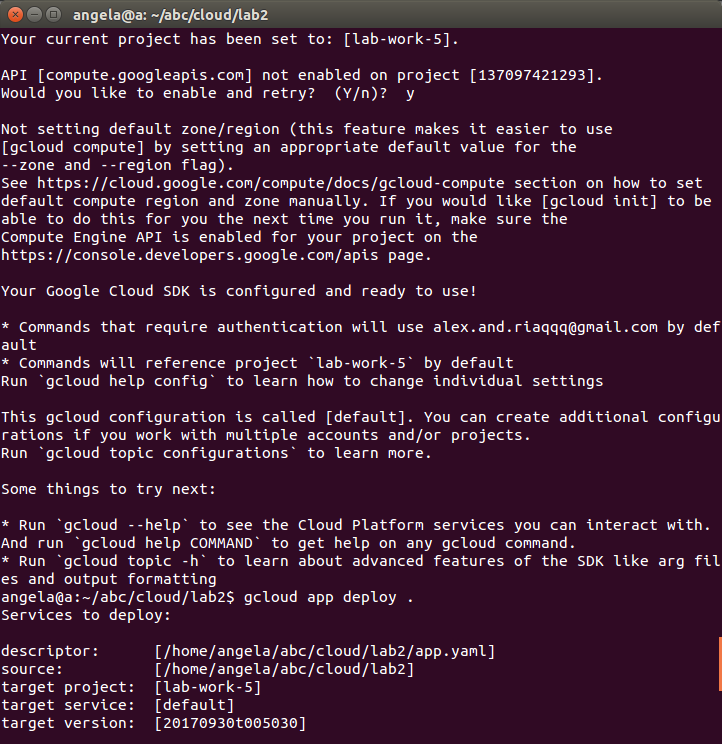 angela@a: ~/abc/cloud/lab2
Your current project has been set to: [lab-work-5].
API [compute.googleapis.com] not enabled on project [137097421293].
Would you like to enable and retry?  (Y/n)?  y
Not setting default zone/region (this feature makes it easier to use
[gcloud compute] by setting an appropriate default value for the
--zone and --region flag).
See https://cloud.google.com/compute/docs/gcloud-compute section on how to set
default compute region and zone manually. If you would like [gcloud init] to be
able to do this for you the next time you run it, make sure the
Compute Engine API is enabled for your project on the
https://console.developers.google.com/apis page.
Your Google Cloud SDK is configured and ready to use!
* Commands that require authentication will use alex.and.riaqqq@gmail.com by def
ault
* Commands will reference project `lab-work-5` by default
Run `gcloud help config` to learn how to change individual settings
This gcloud configuration is called [default]. You can create additional configu
rations if you work with multiple accounts and/or projects.
Run `gcloud topic configurations` to learn more.
Some things to try next:
* Run `gcloud --help` to see the Cloud Platform services you can interact with.
And run `gcloud help COMMAND` to get help on any gcloud command.
* Run `gcloud topic -h` to learn about advanced features of the SDK like arg fil
es and output formatting
angela@a:~/abc/cloud/lab2$ gcloud app deploy .
Services to deploy:
descriptor:      [/home/angela/abc/cloud/lab2/app.yaml]
source:          [/home/angela/abc/cloud/lab2]
target project:  [lab-work-5]
target service:  [default]
target version:  [20170930t005030]